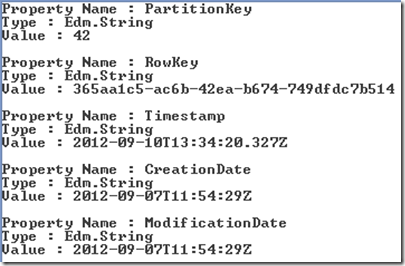 Property Name : PartitionKey
Type : Edm.String
Value : 42
Property Name : RowKey
Type : Edm.String
Value : 365aa1c5-ac6b-42ea-b674-749dfdc7b514
Property Name : Timestamp
Type : Edm.String
Value : 2012-09-10T13:34:20.327Z
Property Name : CreationDate
Type : Edm.String
Value : 2012-09-07T11:54:29Z
Property Name : ModificationDate
Type : Edm.String
Value : 2012-09-07T11:54:29Z